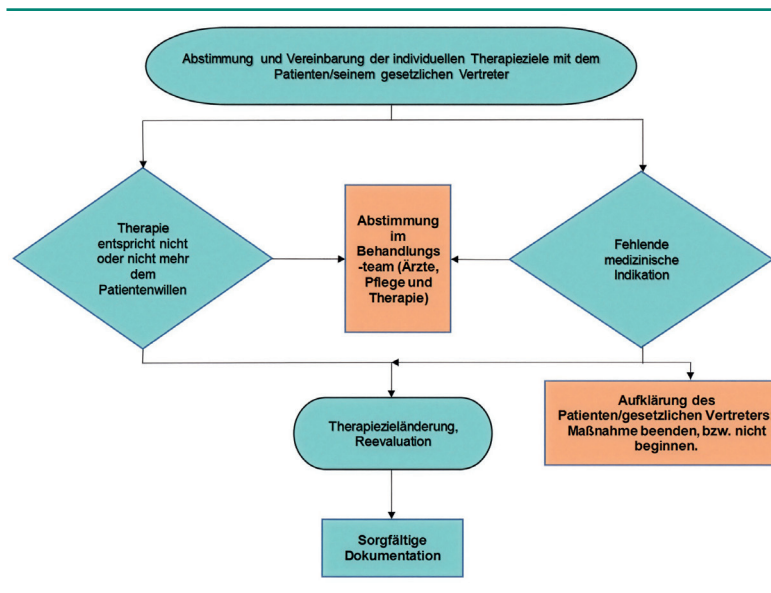 Abstimmung und Vereinbarung der individuellen Therapieziele mit dem
Patienten/seinem gesetzlichen Vertreter
Therapie
entspricht nicht
oder nicht mehr
dem
Patientenwillen
Abstimmung
im
Behandlungs
-team (Ärzte,
Pflege und
Therapie)
Fehlende
medizinische
Indikation
Therapiezieländerung,
Reevaluation
Aufklärung des
Patienten/gesetzlichen Vertreters
Maßnahme beenden, bzw. nicht
beginnen.
Sorgfältige
Dokumentation